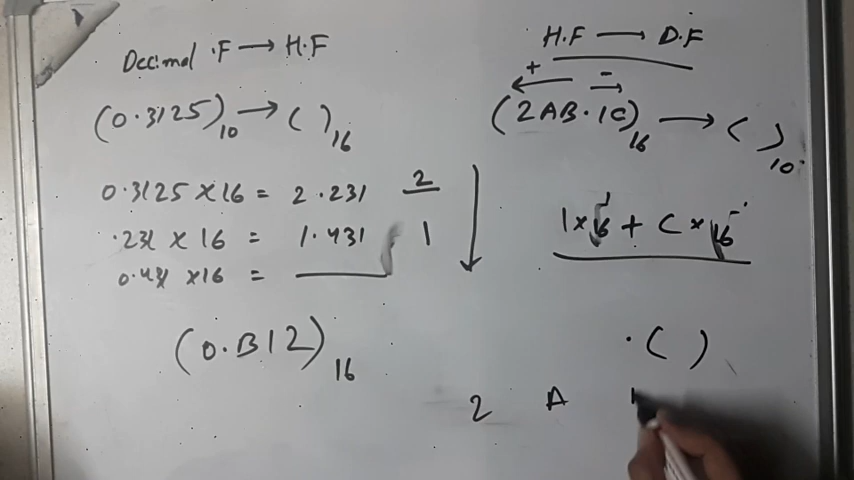 Decimal .F → H.F
(0.3125)10 → ( )16
0.3125 x 16 = 2.231 2
.231 x 16 = 1.431 1
0.431 x 16 =
(0.B12)16
H.F → D.F
+ -
(2AB.1C)16 → ( )10
1 x 16 + C x 16
.( )
2 A